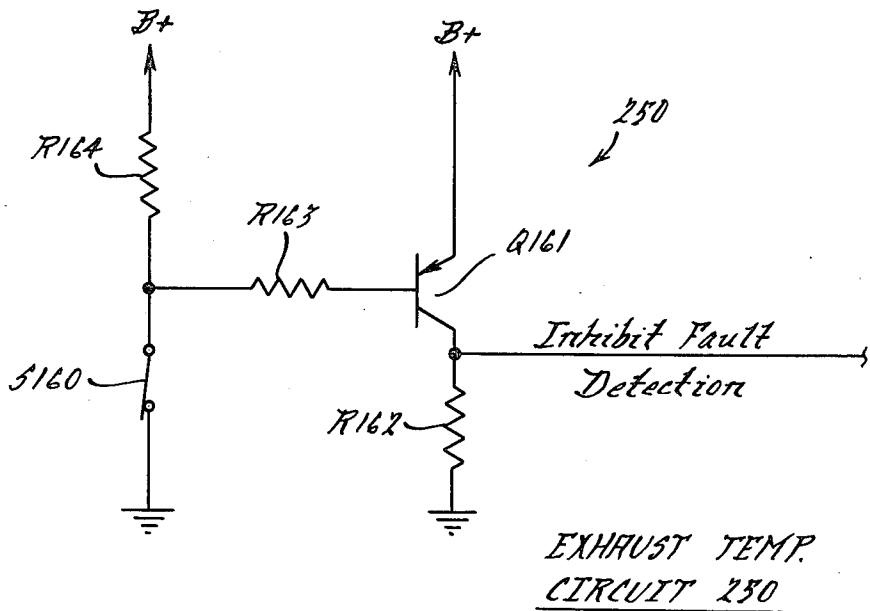 B+
B+
250
R164
R163
Q161
Inhibit Fault
Detection
S160
R162
EXHAUST TEMP.
CIRCUIT 250